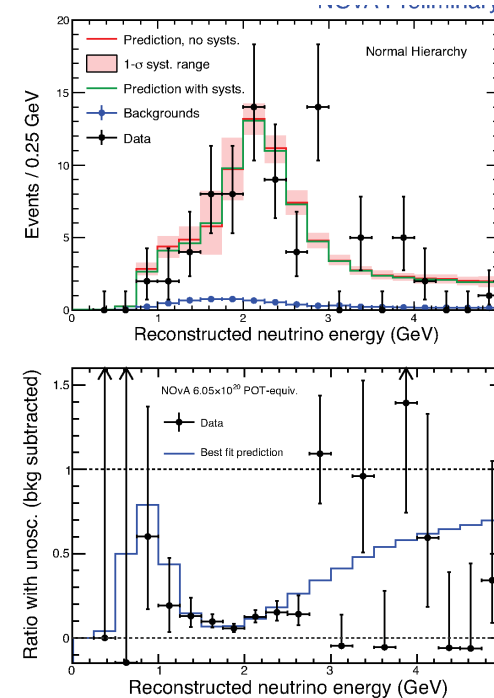 NOvA Preliminary
20
Prediction, no systs.
1-σ syst. range
Prediction with systs.
Backgrounds
Data
Normal Hierarchy
15
10
5
0
Events / 0.25 GeV
0 1 2 3 4
Reconstructed neutrino energy (GeV)
NOvA 6.05×10²⁰ POT-equiv.
Data
Best fit prediction
1.5
1
0.5
0
Ratio with unosc. (bkg subtracted)
0 1 2 3 4
Reconstructed neutrino energy (GeV)